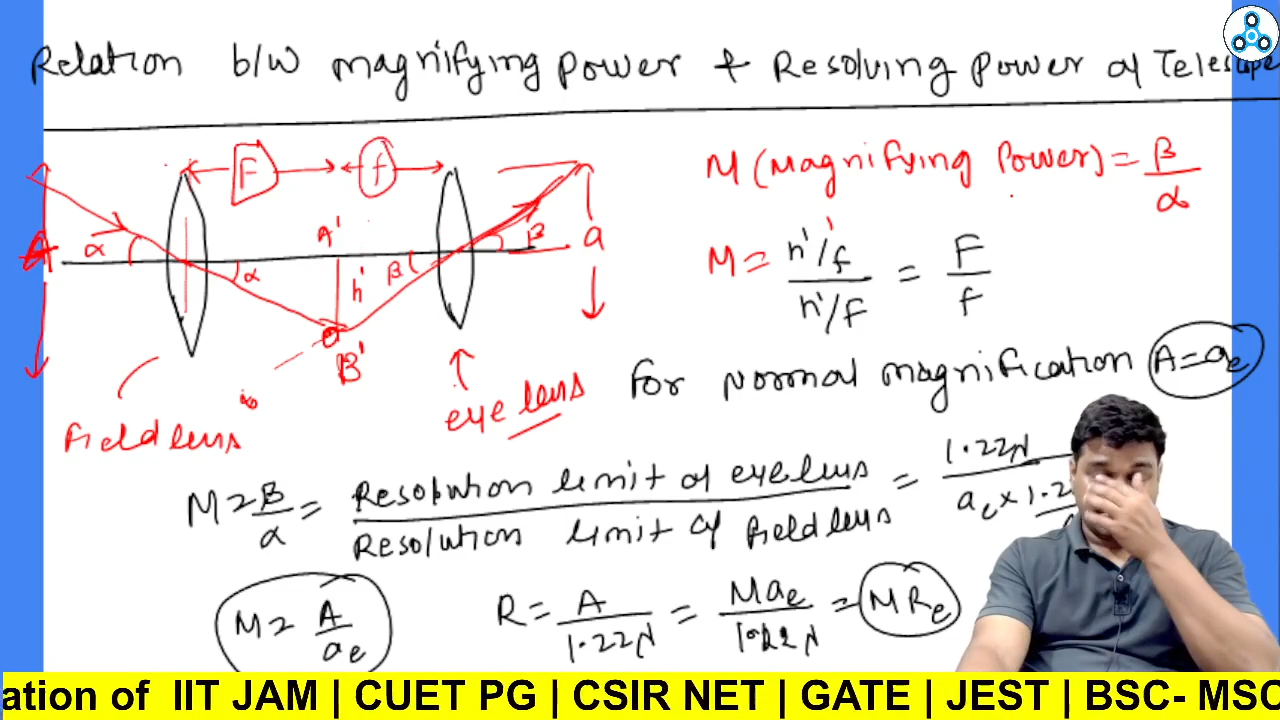 Relation b/w magnifying power & Resolving power of Telescope
F f
M (Magnifying Power) = β/α
A α α A' h' B' β β a
M = h'/f / h'/F = F/f
For Normal magnification A = ae
Field lens
eye lens
M = β/α = Resolution limit of eye lens / Resolution limit of field lens = 1.22λ / ae × 1.2
M = A/ae
R = A/1.22λ = Mae/1.22λ = MRe
ation of IIT JAM | CUET PG | CSIR NET | GATE | JEST | BSC- MSC